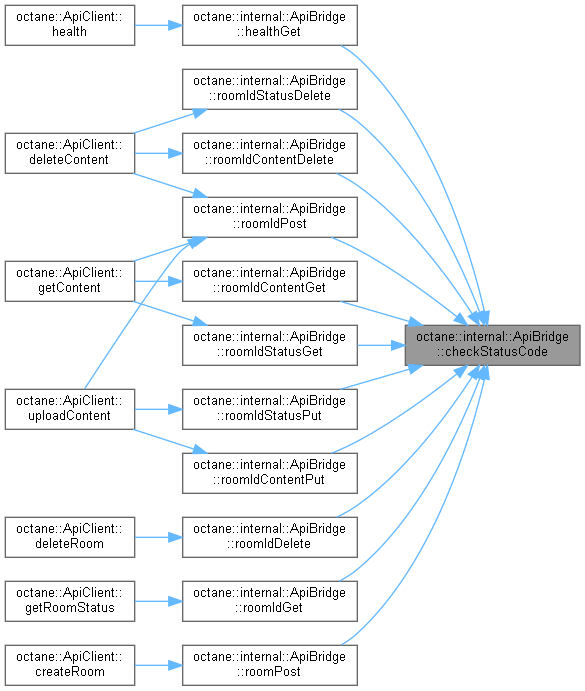 octane::ApiClient::
health
octane::internal::ApiBridge
::healthGet
octane::internal::ApiBridge
::roomIdStatusDelete
octane::ApiClient::
deleteContent
octane::internal::ApiBridge
::roomIdContentDelete
octane::internal::ApiBridge
::roomIdPost
octane::ApiClient::
getContent
octane::internal::ApiBridge
::roomIdContentGet
octane::internal::ApiBridge
::roomIdStatusGet
octane::internal::ApiBridge
::checkStatusCode
octane::ApiClient::
uploadContent
octane::internal::ApiBridge
::roomIdStatusPut
octane::internal::ApiBridge
::roomIdContentPut
octane::ApiClient::
deleteRoom
octane::internal::ApiBridge
::roomIdDelete
octane::ApiClient::
getRoomStatus
octane::internal::ApiBridge
::roomIdGet
octane::ApiClient::
createRoom
octane::internal::ApiBridge
::roomPost